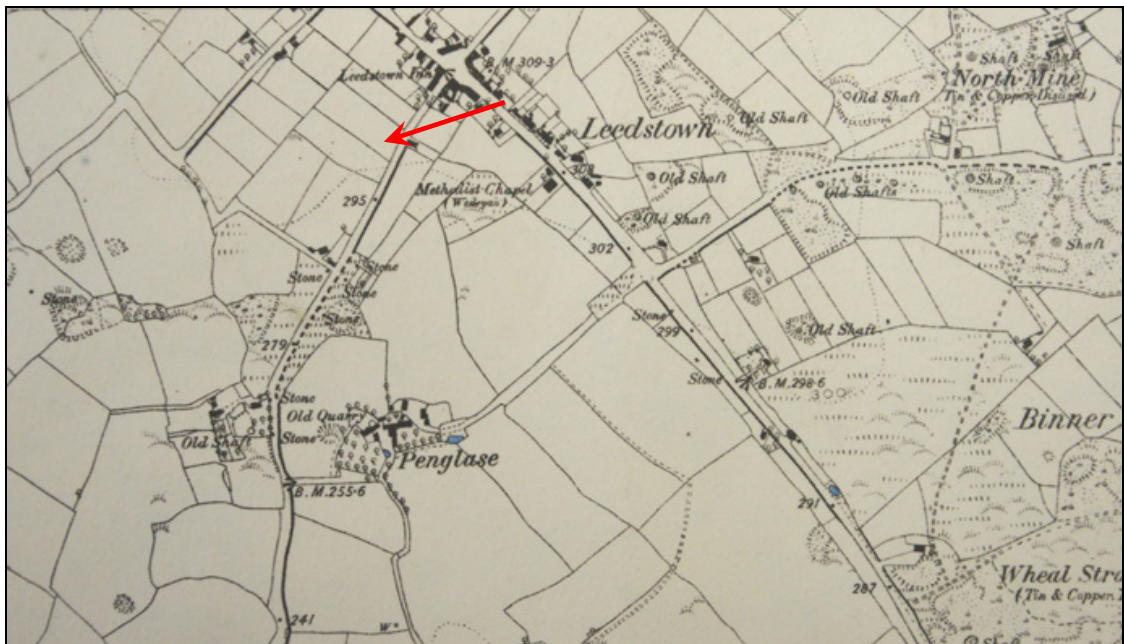 B.M.309·3
Leedstown Inn
Shaft
Shaft
North Mine
(Tin & Copper-Disused)
Old Shaft
Old Shaft
Leedstown
308
Old Shaft
Old Shafts
Shaft
Methodist Chapel
(Wesleyan)
295
Old Shaft
Shaft
302
Stone
Stone
Stone
Stone
Stone
299
Old Shaft
279
Stone
B.M.298·6
300
Stone
Old Quarry
Binner
Old Shaft
Stone
Penglase
B.M.255·6
291
Wheal Stra
(Tin & Copper
287
241
W